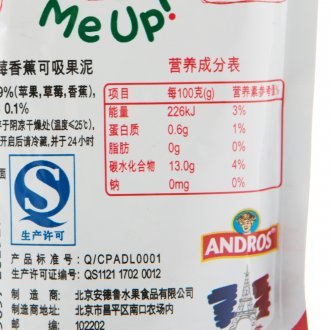 Me Up!
莓香蕉可吸果泥
9%(苹果,草莓,香蕉),
0.1%
于阴凉干燥处(温度≤25℃),
开启后请冷藏,并于24小时
营养成分表
项目 每100克(g) 营养素参考值%
能量 226kJ 3%
蛋白质 0.6g 1%
脂肪 0g 0%
碳水化合物 13.0g 4%
钠 0mg 0%
QS
生产许可
ANDROS
产品标准号: Q/CPADL0001
生产许可证编号: QS1121 1702 0012
制造商: 北京安德鲁水果食品有限公司
地址: 北京市昌平区南口农场内
邮编: 102202